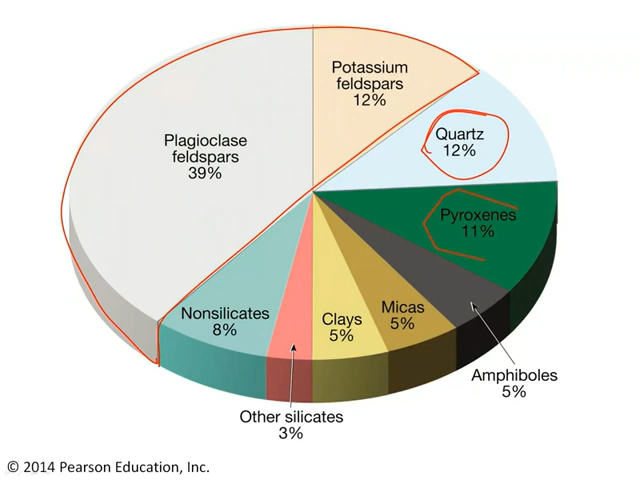 Potassium
feldspars
12%
Quartz
12%
Plagioclase
feldspars
39%
Pyroxenes
11%
Nonsilicates
8%
Clays
5%
Micas
5%
Amphiboles
5%
Other silicates
3%
© 2014 Pearson Education, Inc.